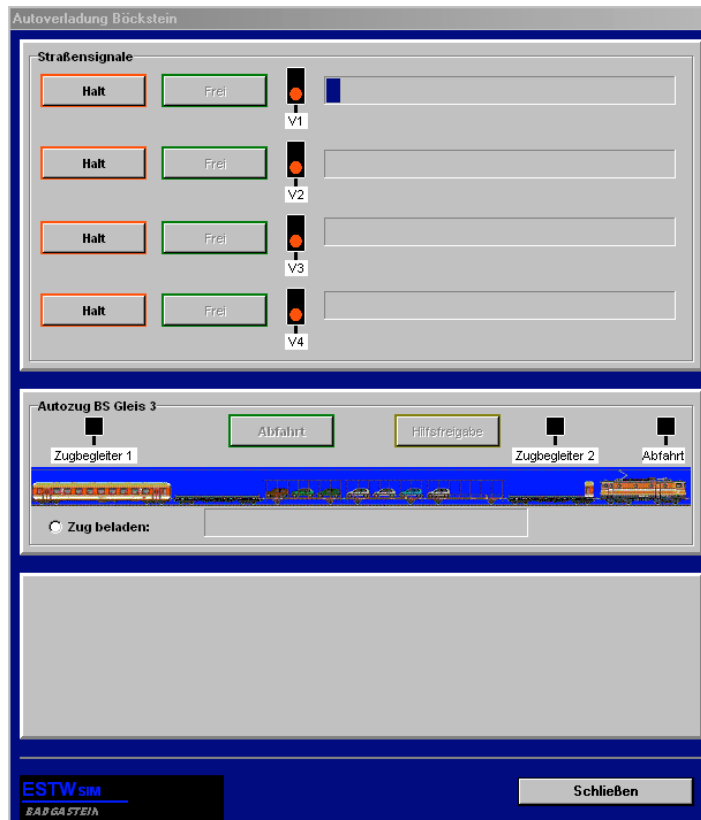 Autoverladung Böckstein
Straßensignale
Halt Frei
V1
Halt Frei
V2
Halt Frei
V3
Halt Frei
V4
Autozug BS Gleis 3
Abfahrt Hilfsfreigabe
Zugbegleiter 1 Zugbegleiter 2 Abfahrt
Zug beladen:
ESTWSIM
BADGASTEIN
Schließen